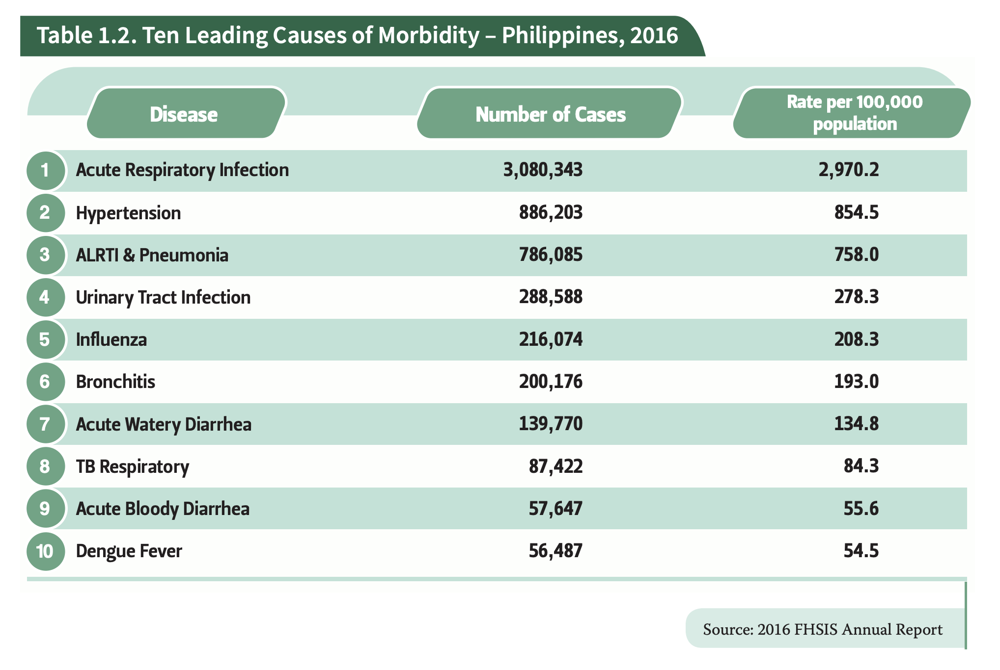 Table 1.2. Ten Leading Causes of Morbidity – Philippines, 2016
Disease Number of Cases Rate per 100,000
population
1 Acute Respiratory Infection 3,080,343 2,970.2
2 Hypertension 886,203 854.5
3 ALRTI & Pneumonia 786,085 758.0
4 Urinary Tract Infection 288,588 278.3
5 Influenza 216,074 208.3
6 Bronchitis 200,176 193.0
7 Acute Watery Diarrhea 139,770 134.8
8 TB Respiratory 87,422 84.3
9 Acute Bloody Diarrhea 57,647 55.6
10 Dengue Fever 56,487 54.5
Source: 2016 FHSIS Annual Report